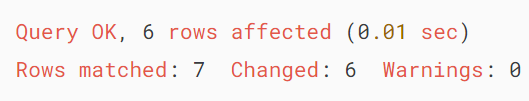 Query OK, 6 rows affected (0.01 sec)
Rows matched: 7  Changed: 6  Warnings: 0